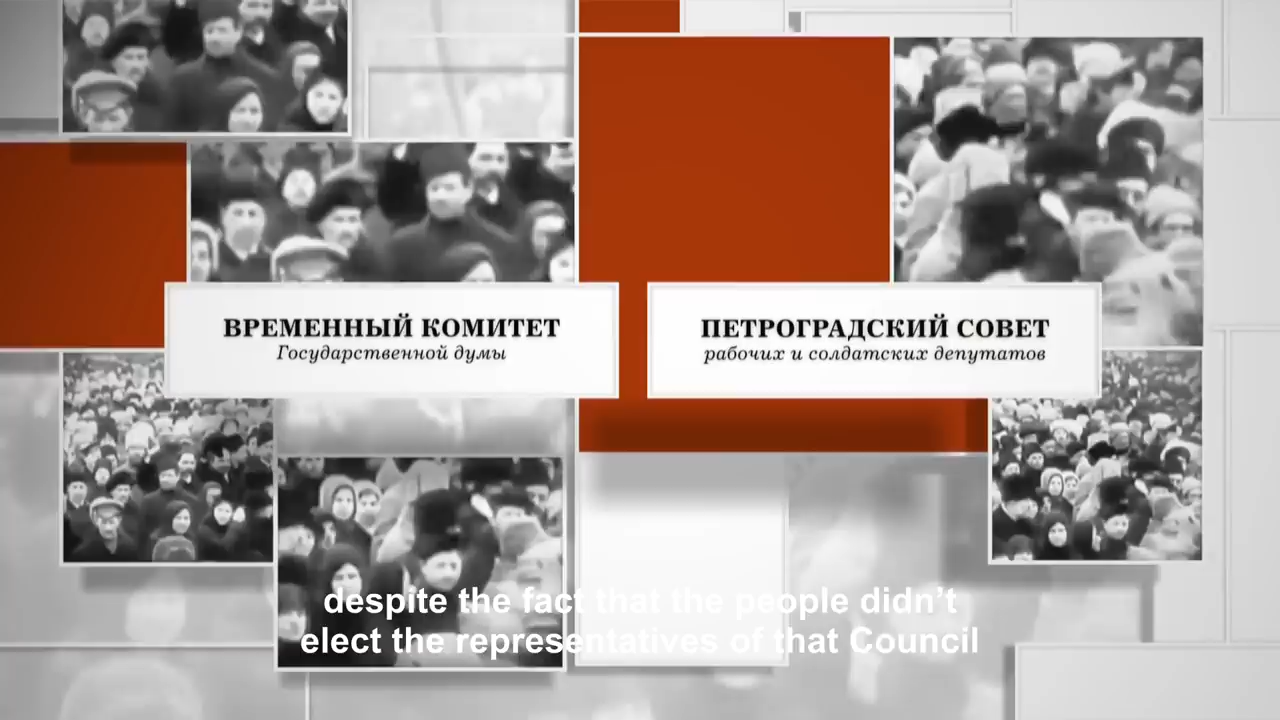 ВРЕМЕННЫЙ КОМИТЕТ
Государственной думы
ПЕТРОГРАДСКИЙ СОВЕТ
рабочих и солдатских депутатов
despite the fact that the people didn’t
elect the representatives of that Council